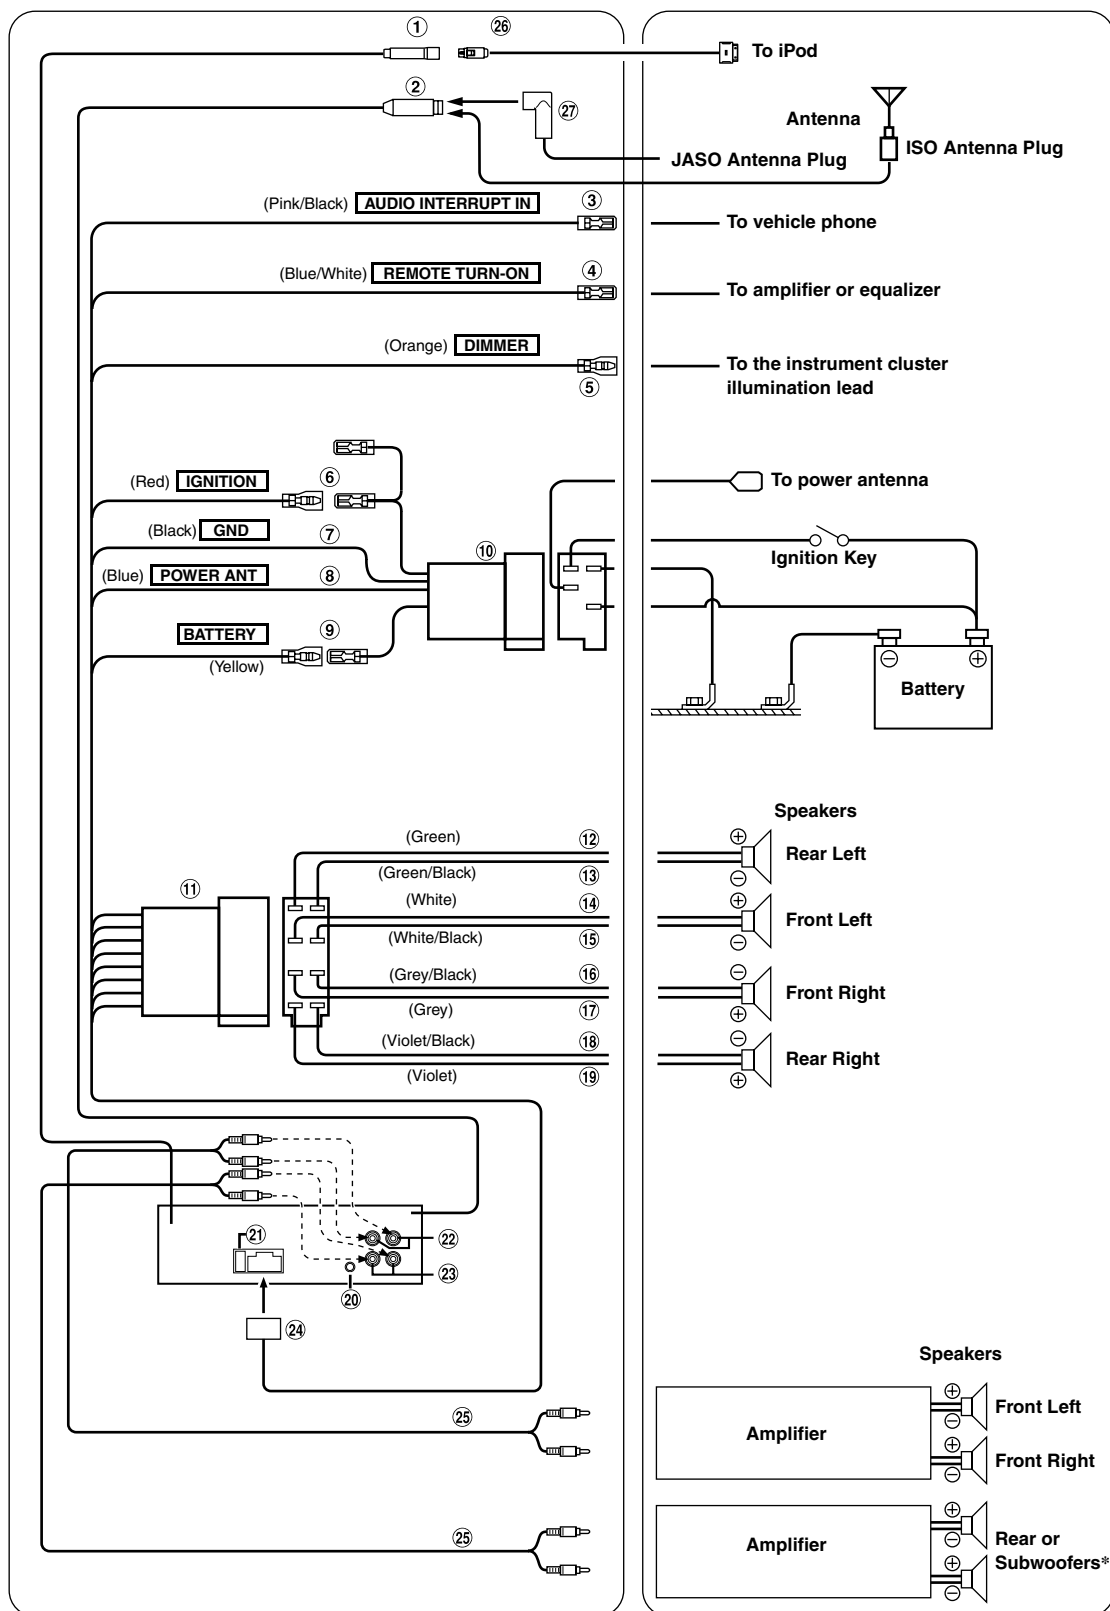 ① ㉖ To iPod
② ㉗
Antenna
ISO Antenna Plug
JASO Antenna Plug
(Pink/Black) AUDIO INTERRUPT IN ③ To vehicle phone
(Blue/White) REMOTE TURN-ON ④ To amplifier or equalizer
(Orange) DIMMER ⑤ To the instrument cluster
illumination lead
(Red) IGNITION ⑥ To power antenna
(Black) GND ⑦ ⑩ Ignition Key
(Blue) POWER ANT ⑧
BATTERY ⑨
(Yellow)
⊖ ⊕
Battery
Speakers
(Green) ⑫ ⊕
Rear Left
(Green/Black) ⑬ ⊖
⑪
(White) ⑭ ⊕
Front Left
(White/Black) ⑮ ⊖
(Grey/Black) ⑯ ⊖
Front Right
(Grey) ⑰ ⊕
(Violet/Black) ⑱ ⊖
Rear Right
(Violet) ⑲ ⊕
㉑ ㉒
㉓
⑳
㉔
Speakers
㉕ Amplifier ⊕ Front Left
⊖
⊕ Front Right
⊖
㉕ Amplifier ⊕
⊖ Rear or
⊕ Subwoofers*
⊖